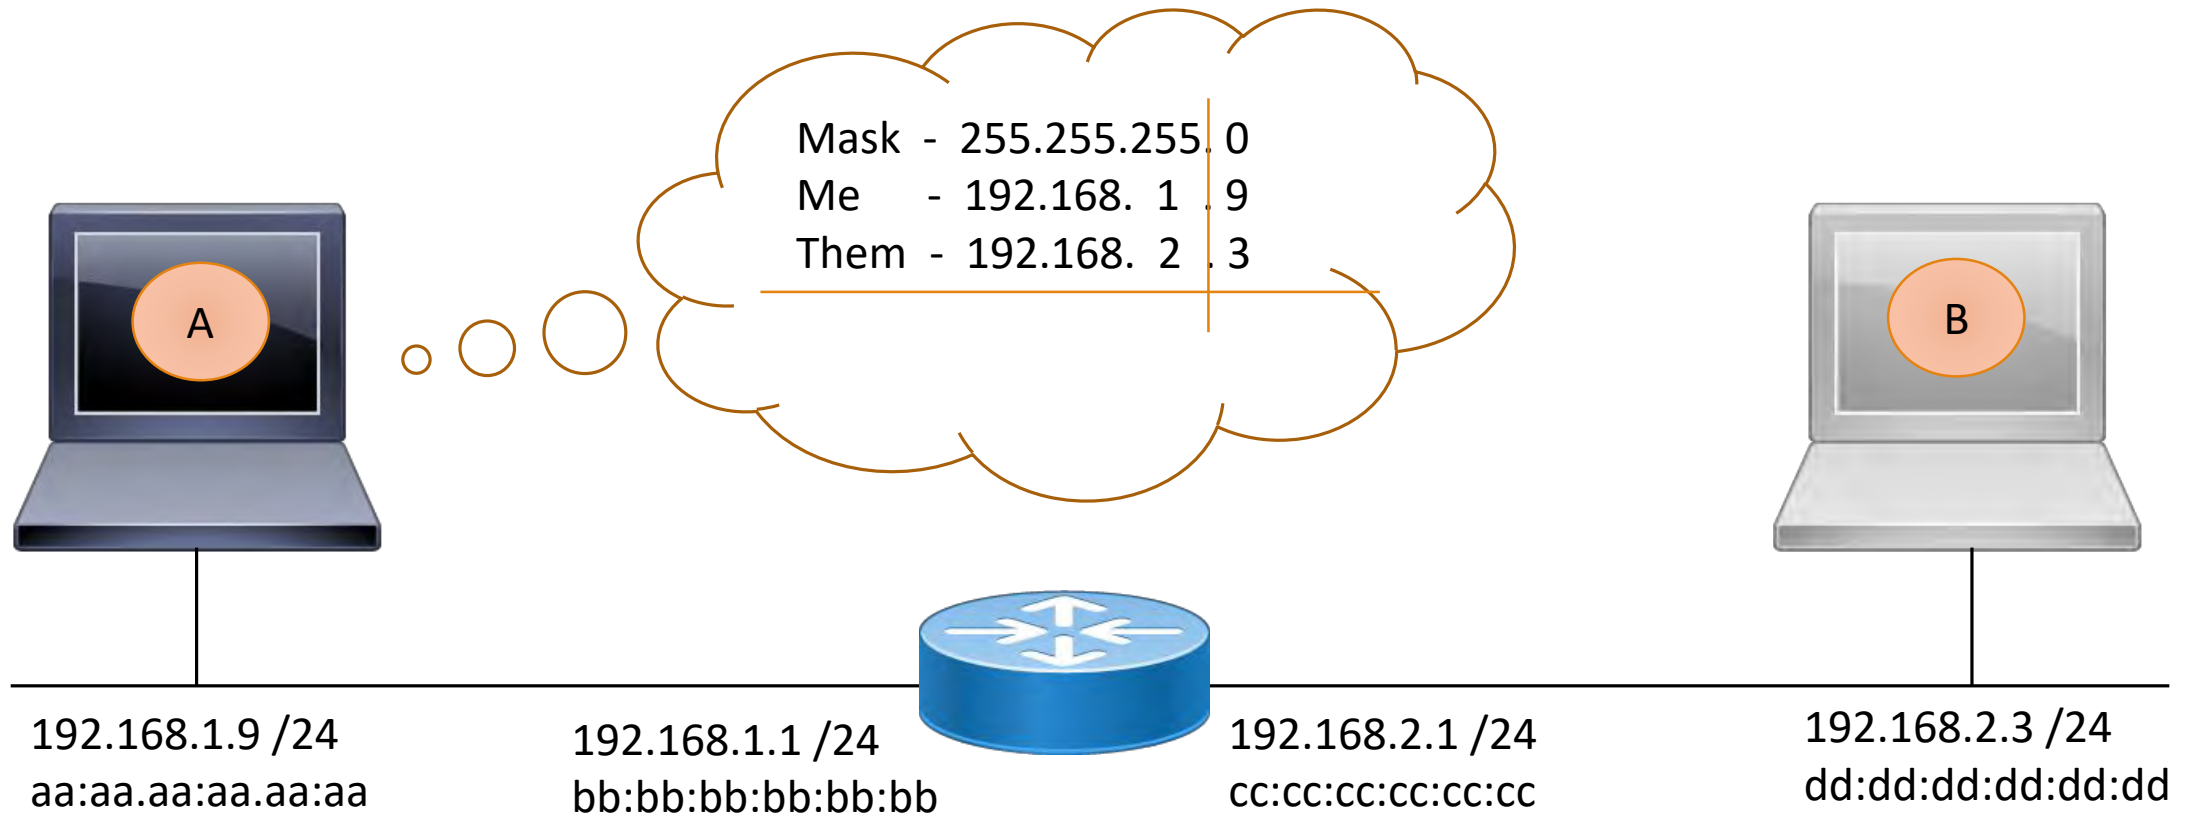 Mask - 255.255.255. 0
Me - 192.168. 1 . 9
Them - 192.168. 2 . 3
A
B
192.168.1.9 /24
aa:aa.aa:aa.aa:aa
192.168.1.1 /24
bb:bb:bb:bb:bb:bb
192.168.2.1 /24
cc:cc:cc:cc:cc:cc
192.168.2.3 /24
dd:dd:dd:dd:dd:dd